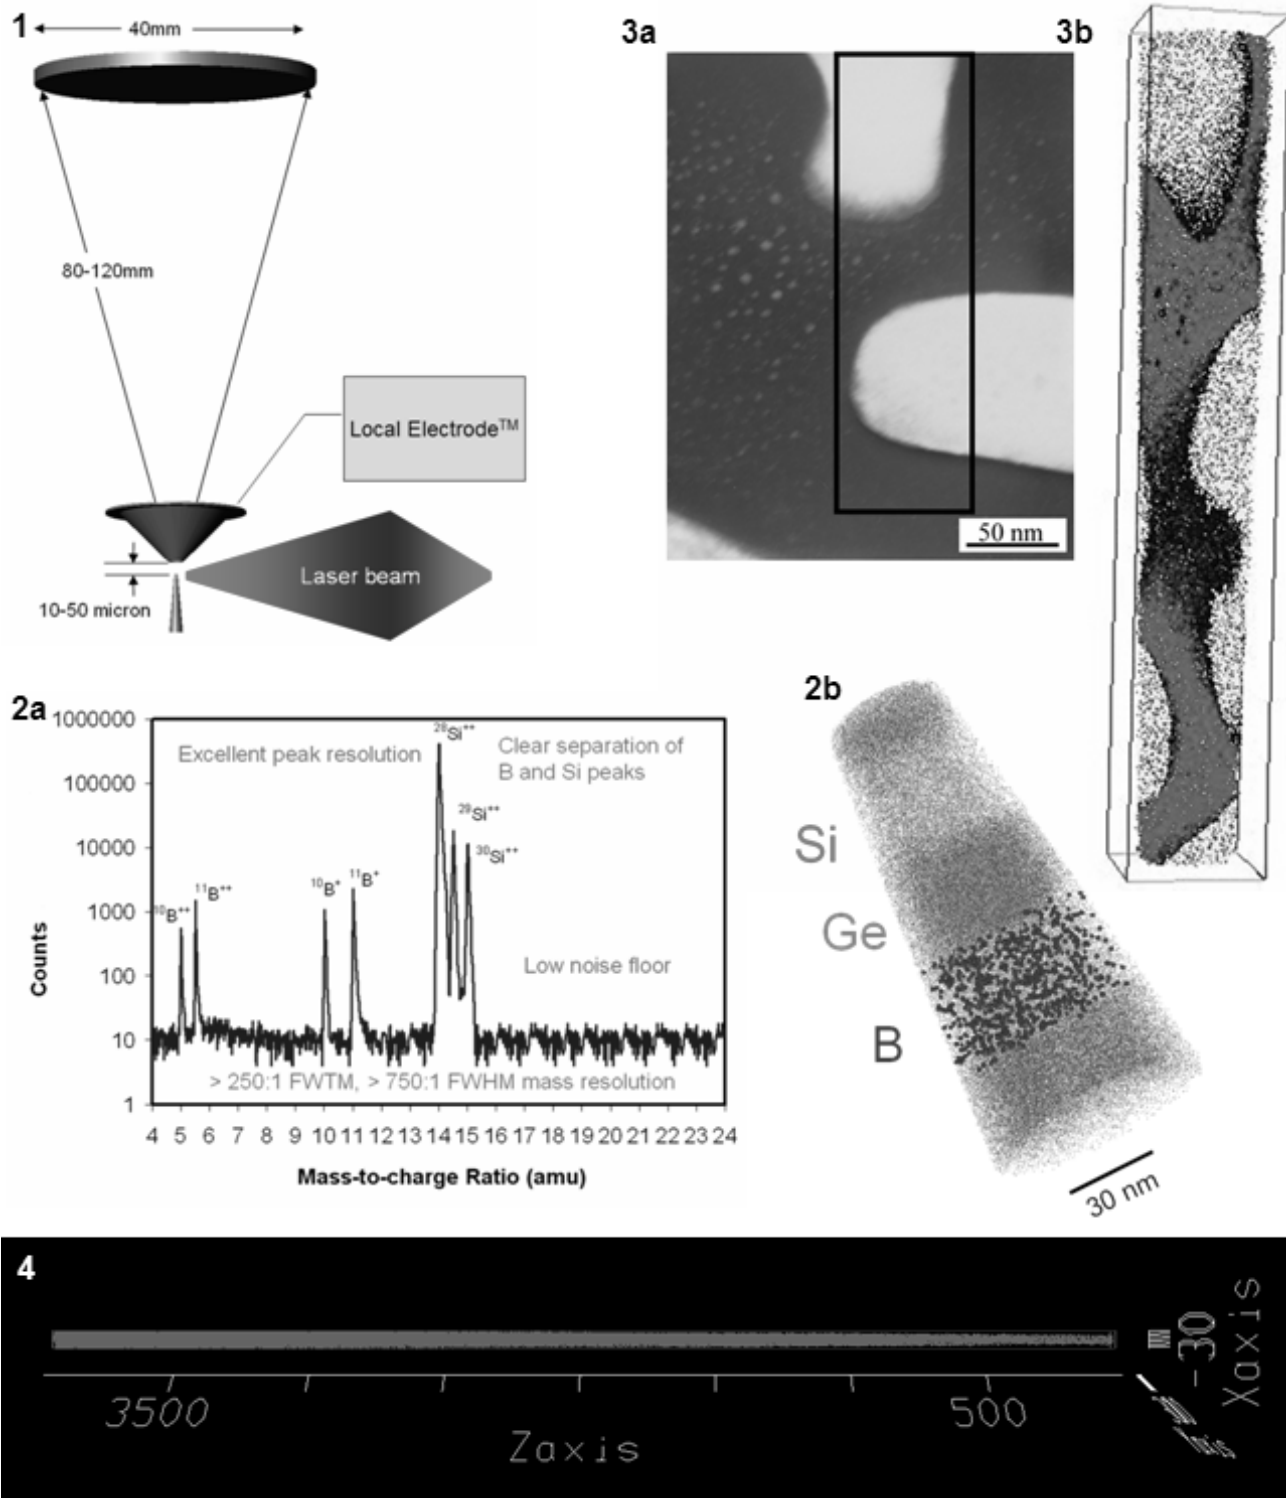 1
40mm
80-120mm
Local Electrode™
Laser beam
10-50 micron
3a
50 nm
3b
2a
1000000
100000
10000
1000
100
10
1
Counts
Excellent peak resolution
Clear separation of
B and Si peaks
²⁸Si⁺⁺
²⁹Si⁺⁺
³⁰Si⁺⁺
¹⁰B⁺⁺
¹¹B⁺⁺
¹⁰B⁺
¹¹B⁺
Low noise floor
> 250:1 FWTM, > 750:1 FWHM mass resolution
4 5 6 7 8 9 10 11 12 13 14 15 16 17 18 19 20 21 22 23 24
Mass-to-charge Ratio (amu)
2b
Si
Ge
B
30 nm
4
3500
500
Zaxis
-30
Xaxis